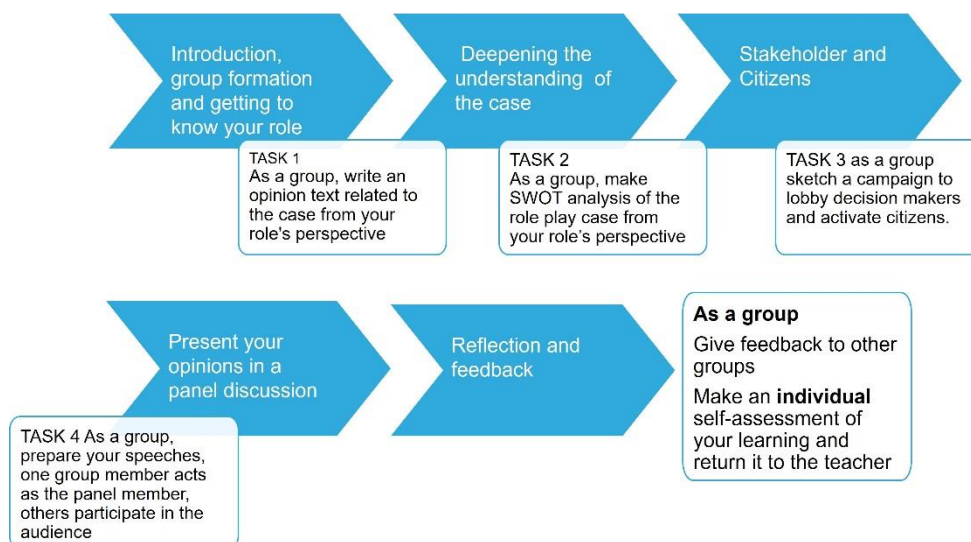 Introduction,
group formation
and getting to
know your role
TASK 1
As a group, write an
opinion text related to
the case from your
role's perspective
Deepening the
understanding of
the case
TASK 2
As a group, make
SWOT analysis of the
role play case from
your role’s perspective
Stakeholder and
Citizens
TASK 3 as a group
sketch a campaign to
lobby decision makers
and activate citizens.
Present your
opinions in a
panel discussion
TASK 4 As a group,
prepare your speeches,
one group member acts
as the panel member,
others participate in the
audience
Reflection and
feedback
As a group
Give feedback to other
groups
Make an individual
self-assessment of
your learning and
return it to the teacher